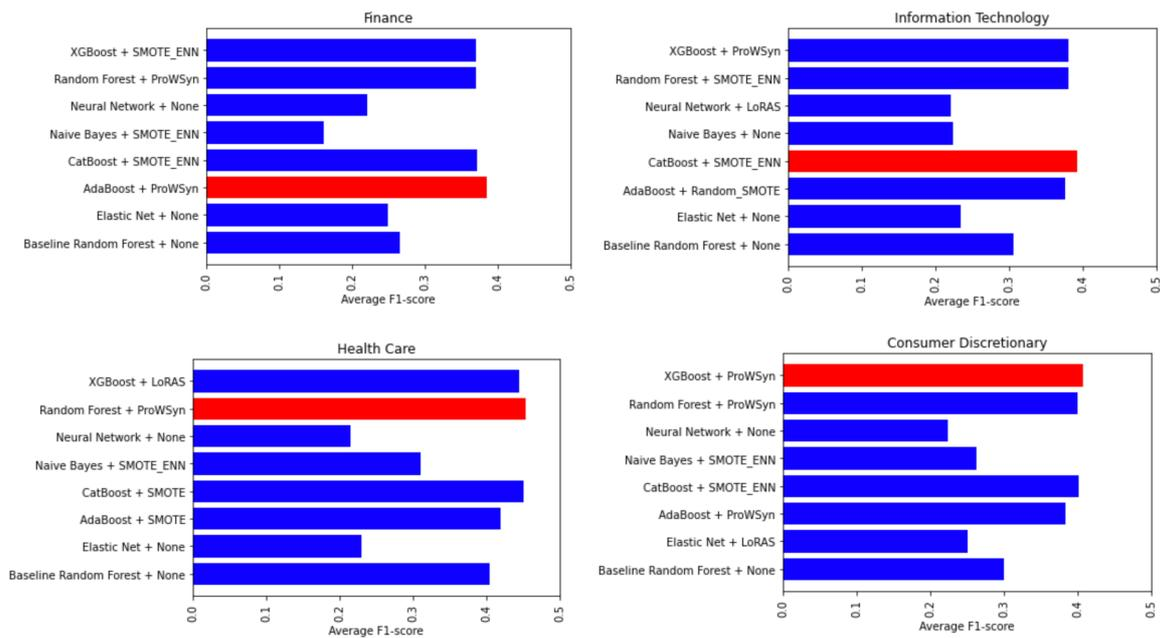 Finance
XGBoost + SMOTE_ENN
Random Forest + ProWSyn
Neural Network + None
Naive Bayes + SMOTE_ENN
CatBoost + SMOTE_ENN
AdaBoost + ProWSyn
Elastic Net + None
Baseline Random Forest + None
0.0 0.1 0.2 0.3 0.4 0.5
Average F1-score
Information Technology
XGBoost + ProWSyn
Random Forest + SMOTE_ENN
Neural Network + LoRAS
Naive Bayes + None
CatBoost + SMOTE_ENN
AdaBoost + Random_SMOTE
Elastic Net + None
Baseline Random Forest + None
0.0 0.1 0.2 0.3 0.4 0.5
Average F1-score
Health Care
XGBoost + LoRAS
Random Forest + ProWSyn
Neural Network + None
Naive Bayes + SMOTE_ENN
CatBoost + SMOTE
AdaBoost + SMOTE
Elastic Net + None
Baseline Random Forest + None
0.0 0.1 0.2 0.3 0.4 0.5
Average F1-score
Consumer Discretionary
XGBoost + ProWSyn
Random Forest + ProWSyn
Neural Network + None
Naive Bayes + SMOTE_ENN
CatBoost + SMOTE_ENN
AdaBoost + ProWSyn
Elastic Net + LoRAS
Baseline Random Forest + None
0.0 0.1 0.2 0.3 0.4 0.5
Average F1-score